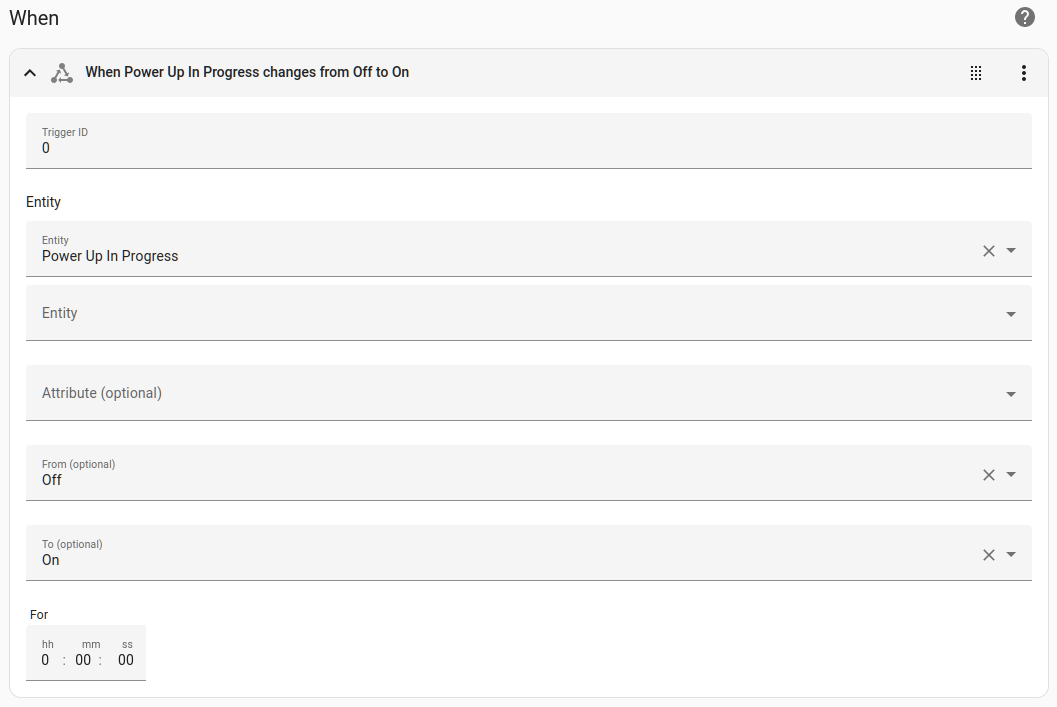 When
When Power Up In Progress changes from Off to On
Trigger ID
0
Entity
Entity
Power Up In Progress
Entity
Attribute (optional)
From (optional)
Off
To (optional)
On
For
hh mm ss
0 : 00 : 00